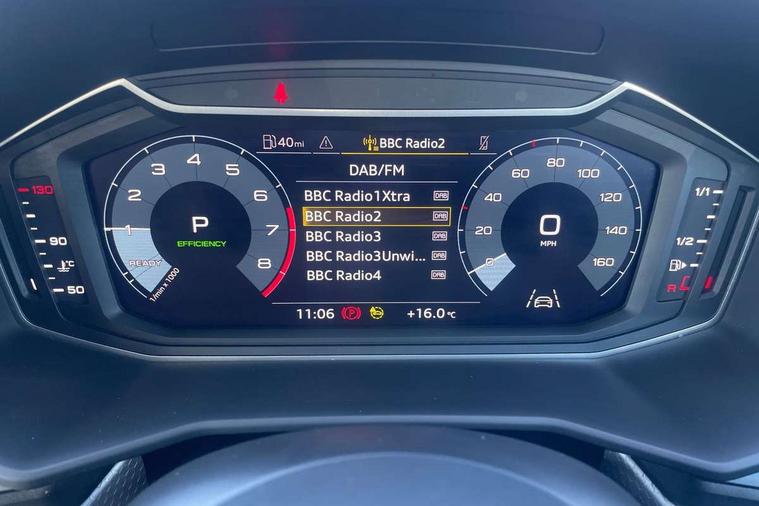 40mi
BBC Radio2
DAB/FM
BBC Radio1Xtra DAB
BBC Radio2 DAB
BBC Radio3 DAB
BBC Radio3Unwi... DAB
BBC Radio4 DAB
11:06 P +16.0°C
1 2 3 4 5 6 7 8
P
EFFICIENCY
READY
1/min x 1000
0 20 40 60 80 100 120 140 160
0
MPH
130
90
°C
50
1/1
1/2
R